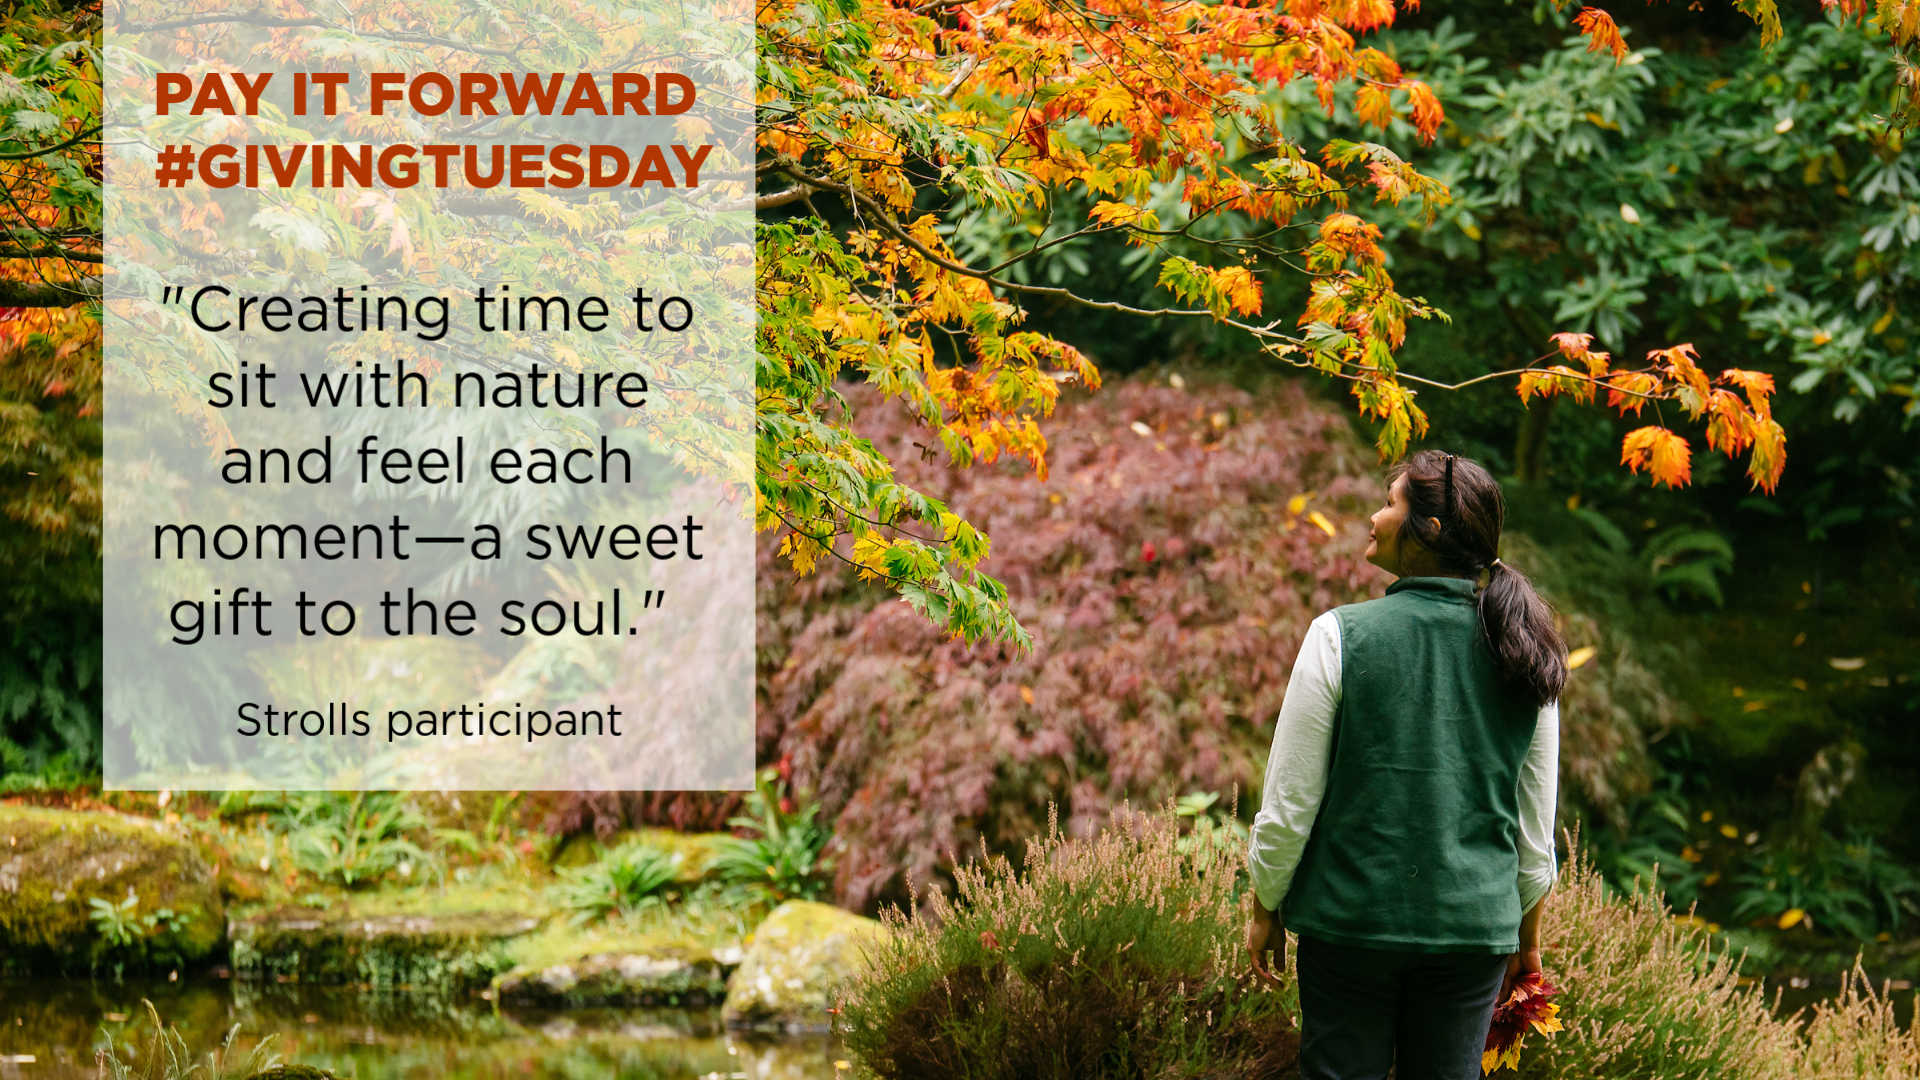 PAY IT FORWARD
#GIVINGTUESDAY
"Creating time to
sit with nature
and feel each
moment—a sweet
gift to the soul."
Strolls participant